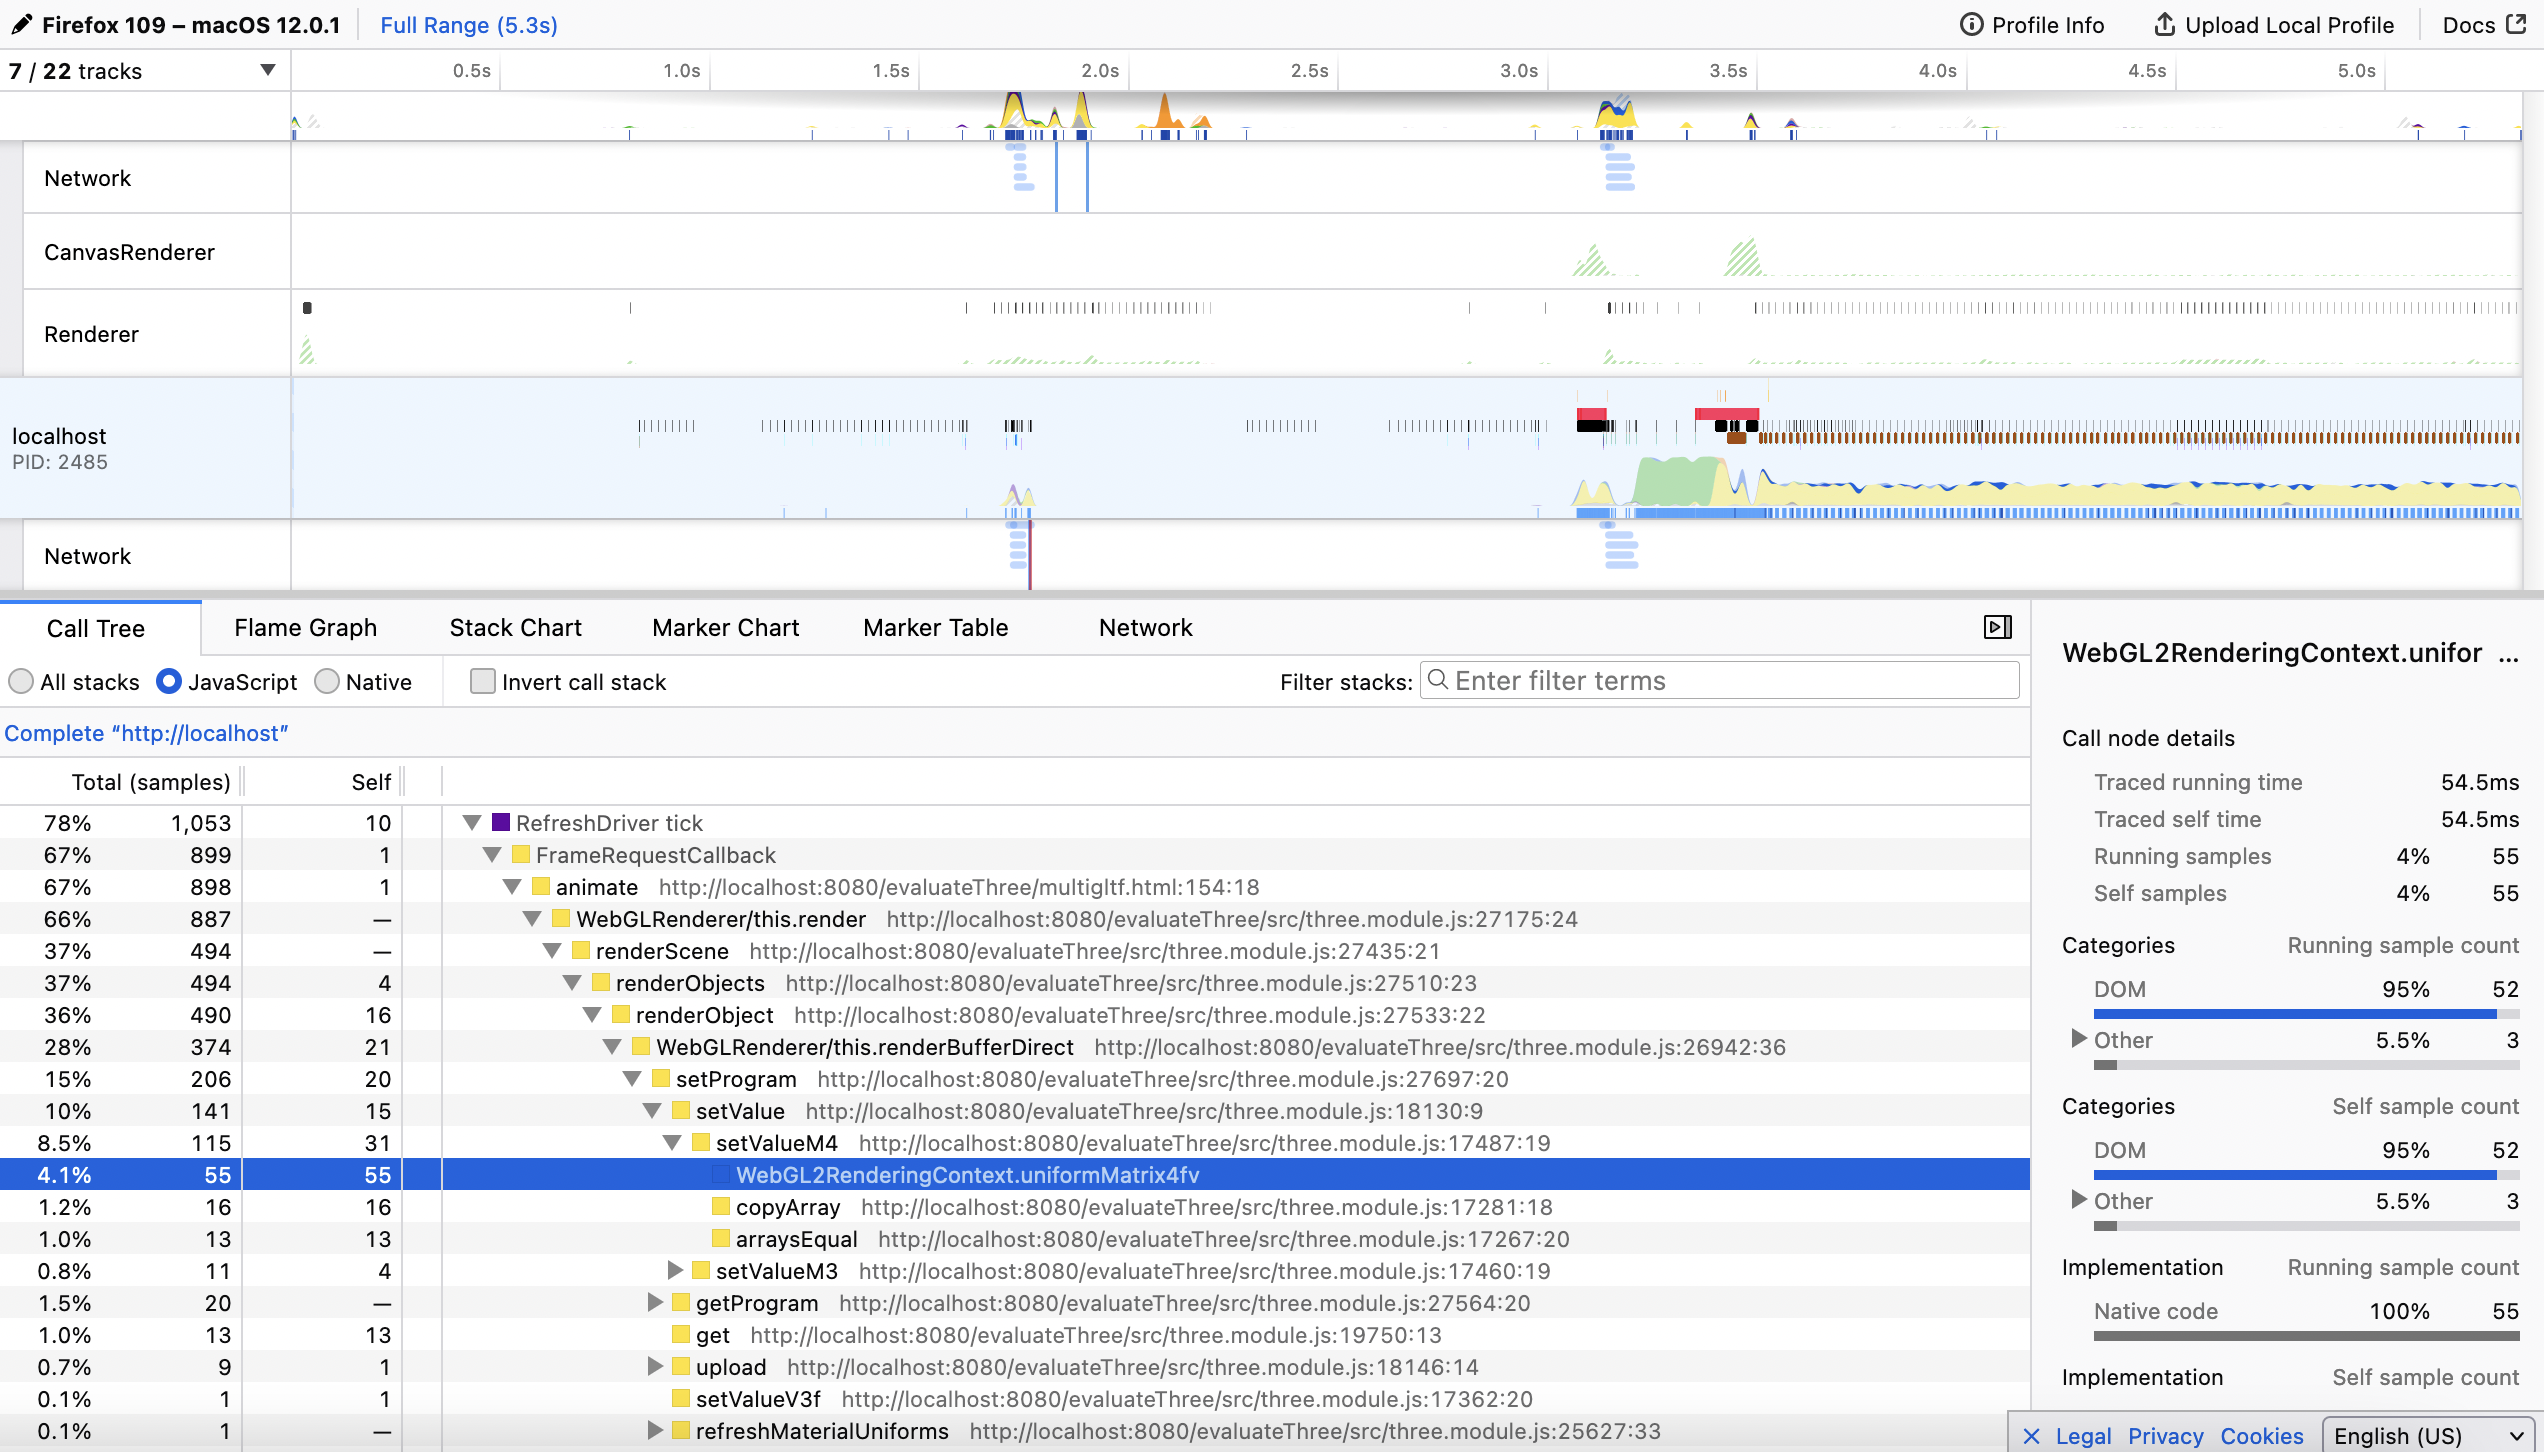 Firefox 109 – macOS 12.0.1 Full Range (5.3s) Profile Info Upload Local Profile Docs
7 / 22 tracks 0.5s 1.0s 1.5s 2.0s 2.5s 3.0s 3.5s 4.0s 4.5s 5.0s
Network
CanvasRenderer
Renderer
localhost
PID: 2485
Network
Call Tree Flame Graph Stack Chart Marker Chart Marker Table Network
All stacks JavaScript Native Invert call stack Filter stacks: Enter filter terms
Complete “http://localhost”
Total (samples) Self
78% 1,053 10 RefreshDriver tick
67% 899 1 FrameRequestCallback
67% 898 1 animate http://localhost:8080/evaluateThree/multigltf.html:154:18
66% 887 — WebGLRenderer/this.render http://localhost:8080/evaluateThree/src/three.module.js:27175:24
37% 494 — renderScene http://localhost:8080/evaluateThree/src/three.module.js:27435:21
37% 494 4 renderObjects http://localhost:8080/evaluateThree/src/three.module.js:27510:23
36% 490 16 renderObject http://localhost:8080/evaluateThree/src/three.module.js:27533:22
28% 374 21 WebGLRenderer/this.renderBufferDirect http://localhost:8080/evaluateThree/src/three.module.js:26942:36
15% 206 20 setProgram http://localhost:8080/evaluateThree/src/three.module.js:27697:20
10% 141 15 setValue http://localhost:8080/evaluateThree/src/three.module.js:18130:9
8.5% 115 31 setValueM4 http://localhost:8080/evaluateThree/src/three.module.js:17487:19
4.1% 55 55 WebGL2RenderingContext.uniformMatrix4fv
1.2% 16 16 copyArray http://localhost:8080/evaluateThree/src/three.module.js:17281:18
1.0% 13 13 arraysEqual http://localhost:8080/evaluateThree/src/three.module.js:17267:20
0.8% 11 4 setValueM3 http://localhost:8080/evaluateThree/src/three.module.js:17460:19
1.5% 20 — getProgram http://localhost:8080/evaluateThree/src/three.module.js:27564:20
1.0% 13 13 get http://localhost:8080/evaluateThree/src/three.module.js:19750:13
0.7% 9 1 upload http://localhost:8080/evaluateThree/src/three.module.js:18146:14
0.1% 1 1 setValueV3f http://localhost:8080/evaluateThree/src/three.module.js:17362:20
0.1% 1 — refreshMaterialUniforms http://localhost:8080/evaluateThree/src/three.module.js:25627:33
WebGL2RenderingContext.unifor ...
Call node details
Traced running time 54.5ms
Traced self time 54.5ms
Running samples 4% 55
Self samples 4% 55
Categories Running sample count
DOM 95% 52
Other 5.5% 3
Categories Self sample count
DOM 95% 52
Other 5.5% 3
Implementation Running sample count
Native code 100% 55
Implementation Self sample count
Legal Privacy Cookies English (US)